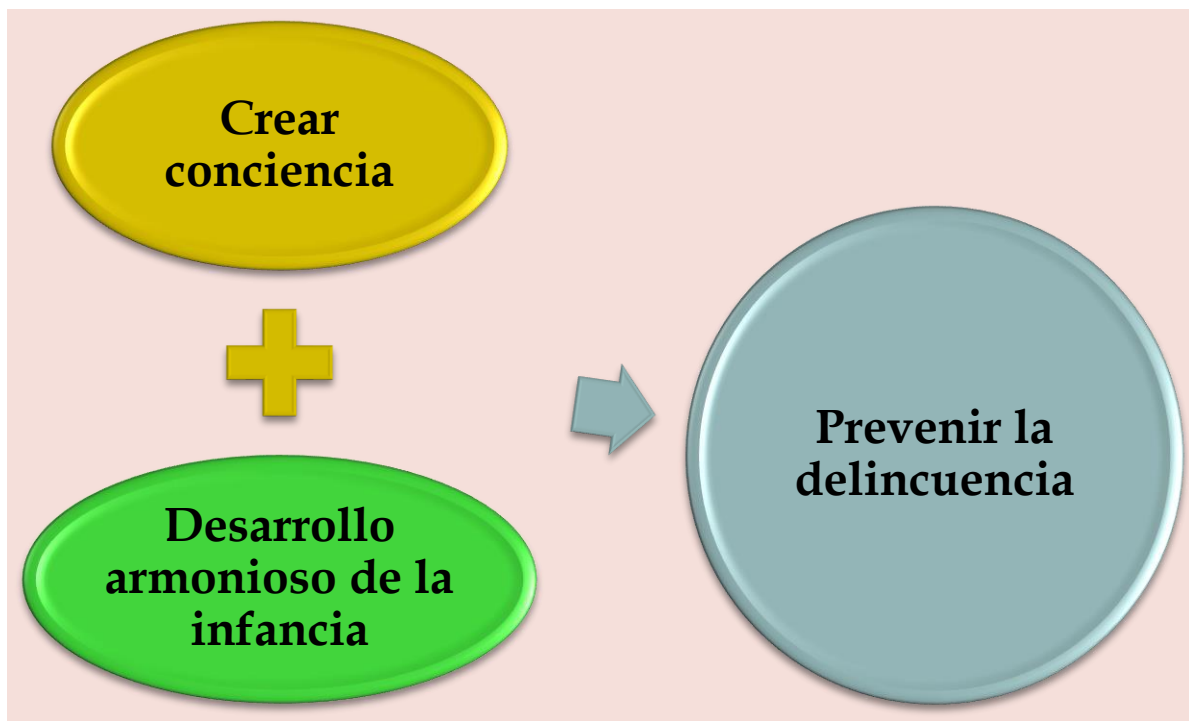 Crear
conciencia
Desarrollo
armonioso de la
infancia
Prevenir la
delincuencia